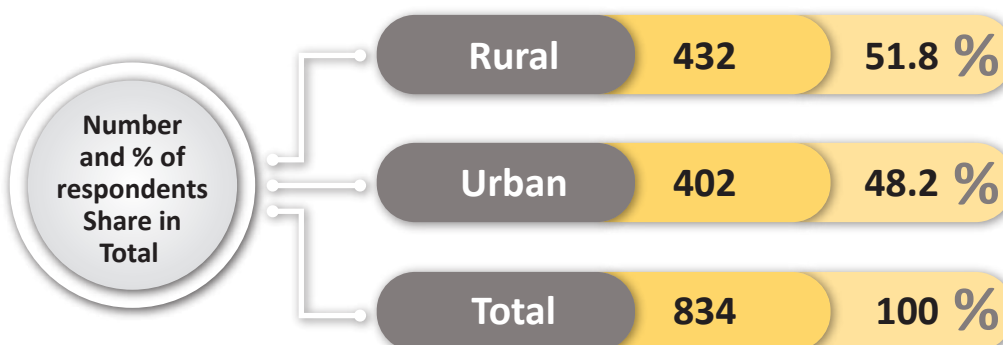 Number
and % of
respondents
Share in
Total
Rural 432 51.8 %
Urban 402 48.2 %
Total 834 100 %